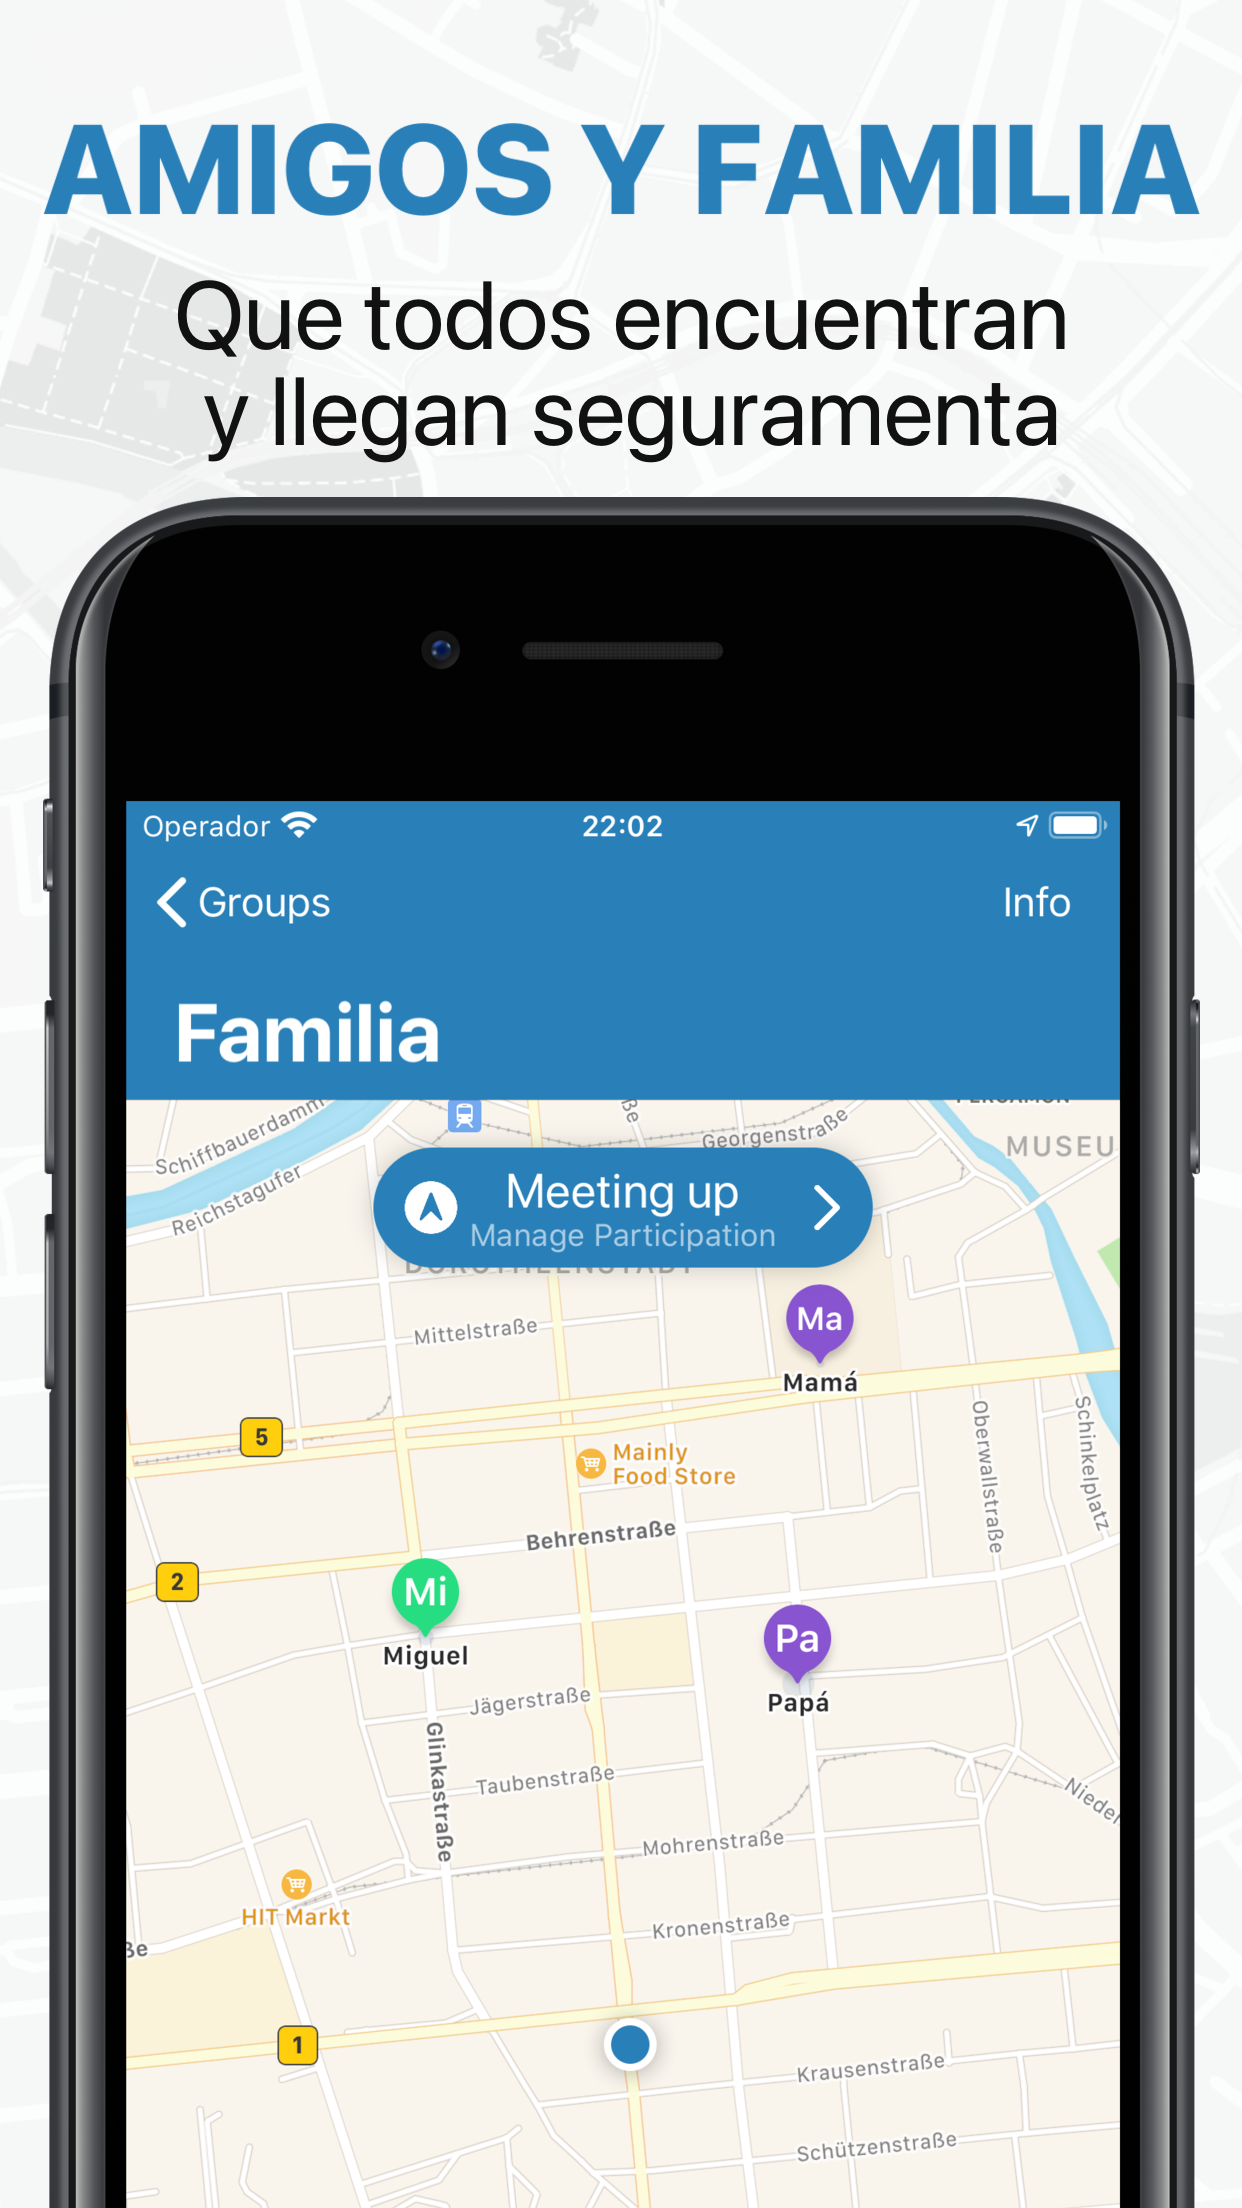 AMIGOS Y FAMILIA
Que todos encuentran
y llegan seguramenta
Operador
22:02
Groups
Info
Familia
Schiffbauerdamm
Reichstagufer
Georgenstraße
MUSEU
Meeting up
Manage Participation
Ma
Mamá
Mittelstraße
5
Mainly
Food Store
Oberwallstraße
Schinkelplatz
Behrenstraße
2
Mi
Miguel
Pa
Papá
Jägerstraße
Glinkastraße
Taubenstraße
Nieder
Mohrenstraße
HIT Markt
Kronenstraße
ße
1
Krausenstraße
Schützenstraße